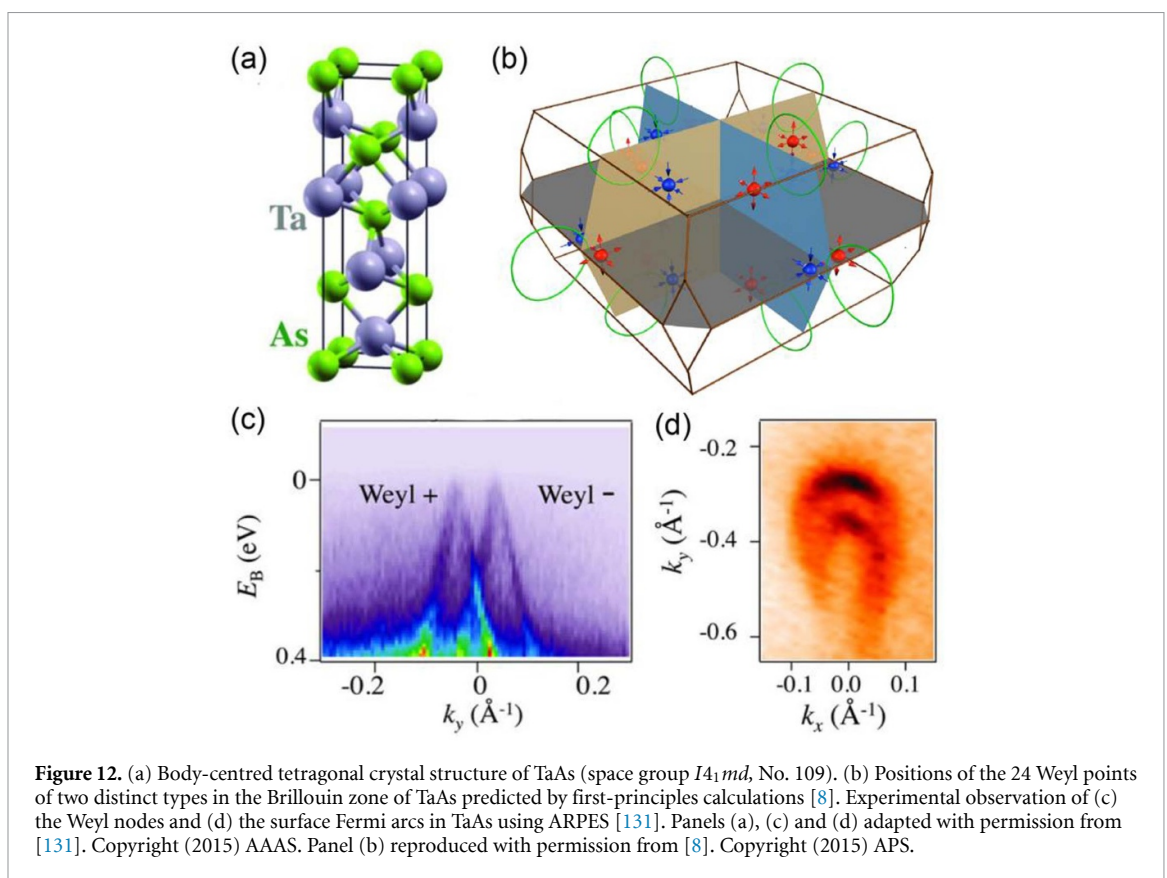 (a)
(b)
Ta
As
(c)
(d)
0
Weyl +
Weyl −
E_B (eV)
0.4
-0.2
0
0.2
k_y (Å⁻¹)
-0.2
-0.4
-0.6
k_y (Å⁻¹)
-0.1
0.0
0.1
k_x (Å⁻¹)
Figure 12. (a) Body-centred tetragonal crystal structure of TaAs (space group I4₁md, No. 109). (b) Positions of the 24 Weyl points
of two distinct types in the Brillouin zone of TaAs predicted by first-principles calculations [8]. Experimental observation of (c)
the Weyl nodes and (d) the surface Fermi arcs in TaAs using ARPES [131]. Panels (a), (c) and (d) adapted with permission from
[131]. Copyright (2015) AAAS. Panel (b) reproduced with permission from [8]. Copyright (2015) APS.